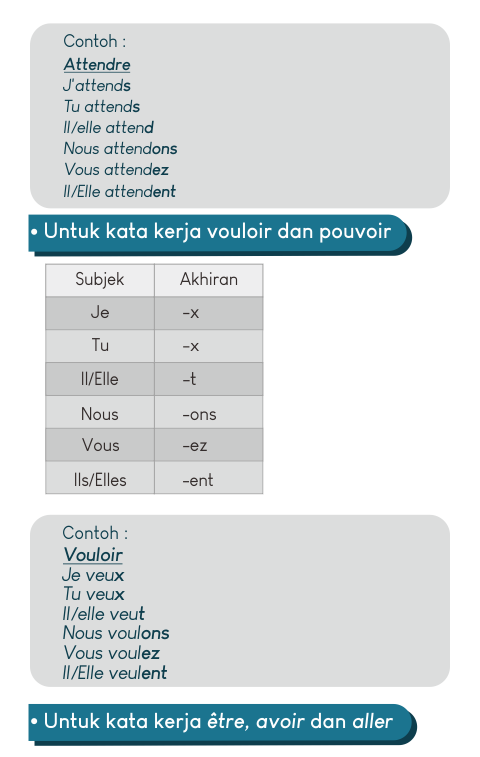 Contoh :
Attendre
J'attends
Tu attends
Il/elle attend
Nous attendons
Vous attendez
Il/Elle attendent
• Untuk kata kerja vouloir dan pouvoir
Subjek Akhiran
Je -x
Tu -x
Il/Elle -t
Nous -ons
Vous -ez
Ils/Elles -ent
Contoh :
Vouloir
Je veux
Tu veux
Il/elle veut
Nous voulons
Vous voulez
Il/Elle veulent
• Untuk kata kerja être, avoir dan aller